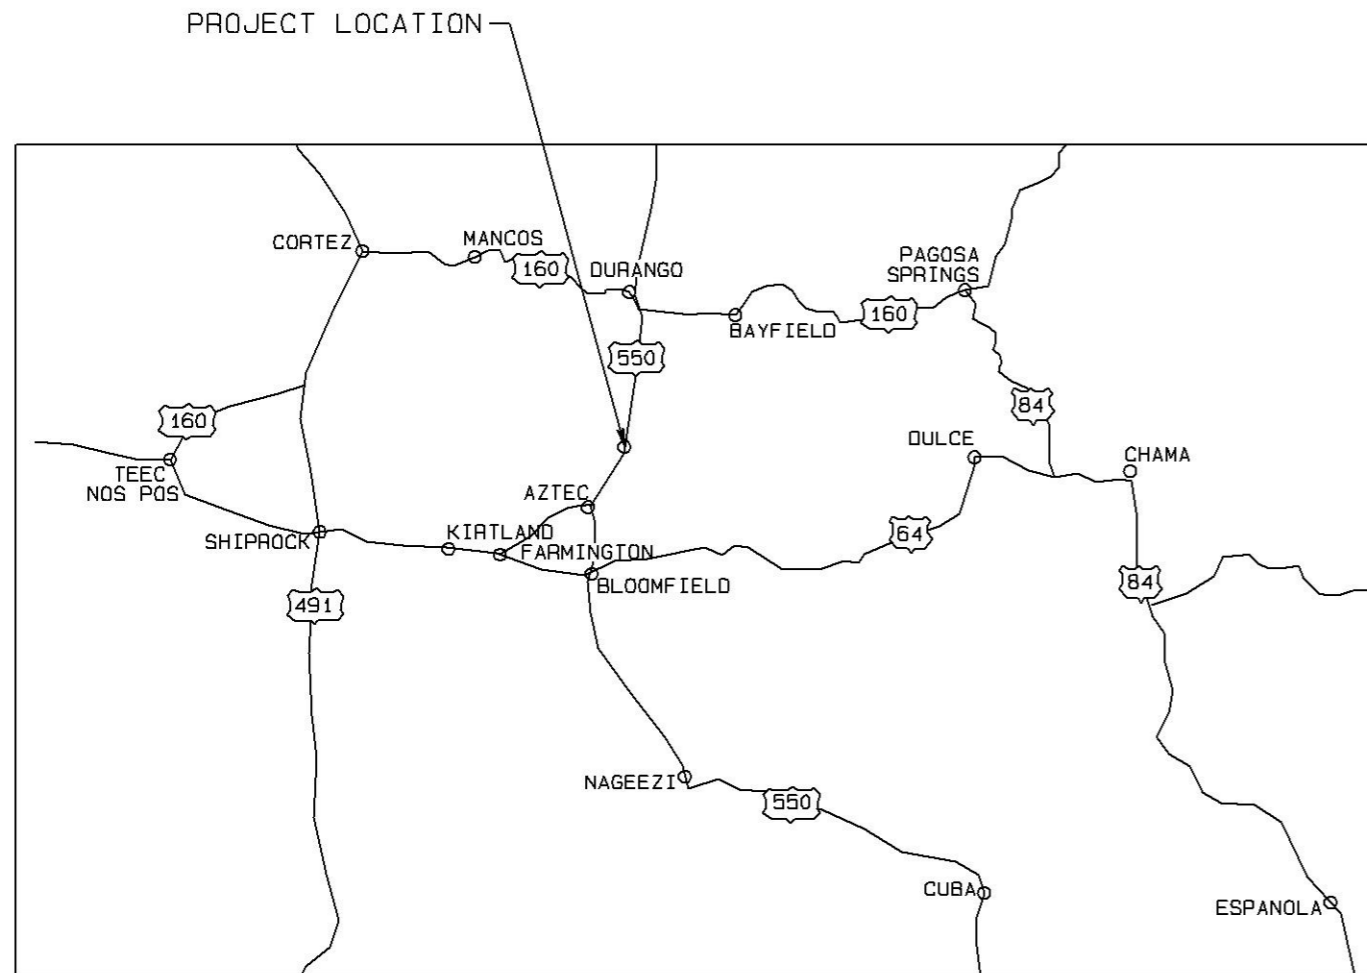 PROJECT LOCATION
CORTEZ
MANCOS
160
DURANGO
PAGOSA
SPRINGS
160
BAYFIELD
550
84
160
DULCE
CHAMA
TEEC
NOS POS
AZTEC
KIRTLAND
64
SHIPROCK
FARMINGTON
BLOOMFIELD
84
491
NAGEEZI
550
CUBA
ESPANOLA